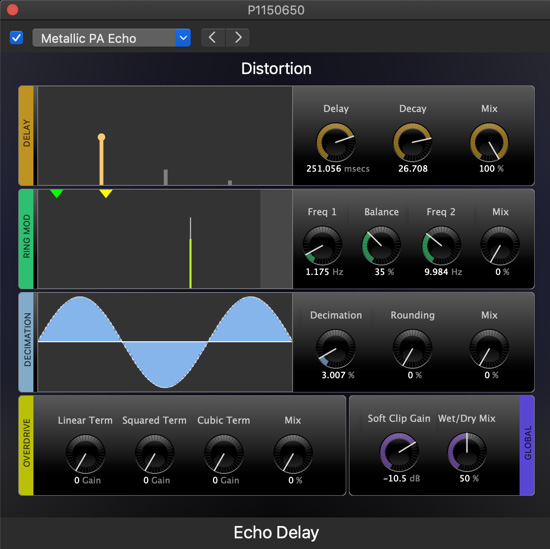 P1150650
Metallic PA Echo
Distortion
DELAY
Delay Decay Mix
251.056 msecs 26.708 100 %
RING MOD
Freq 1 Balance Freq 2 Mix
1.175 Hz 35 % 9.984 Hz 0 %
DECIMATION
Decimation Rounding Mix
3.007 % 0 % 0 %
OVERDRIVE
Linear Term Squared Term Cubic Term Mix
0 Gain 0 Gain 0 Gain 0 %
Soft Clip Gain Wet/Dry Mix
-10.5 dB 50 %
GLOBAL
Echo Delay